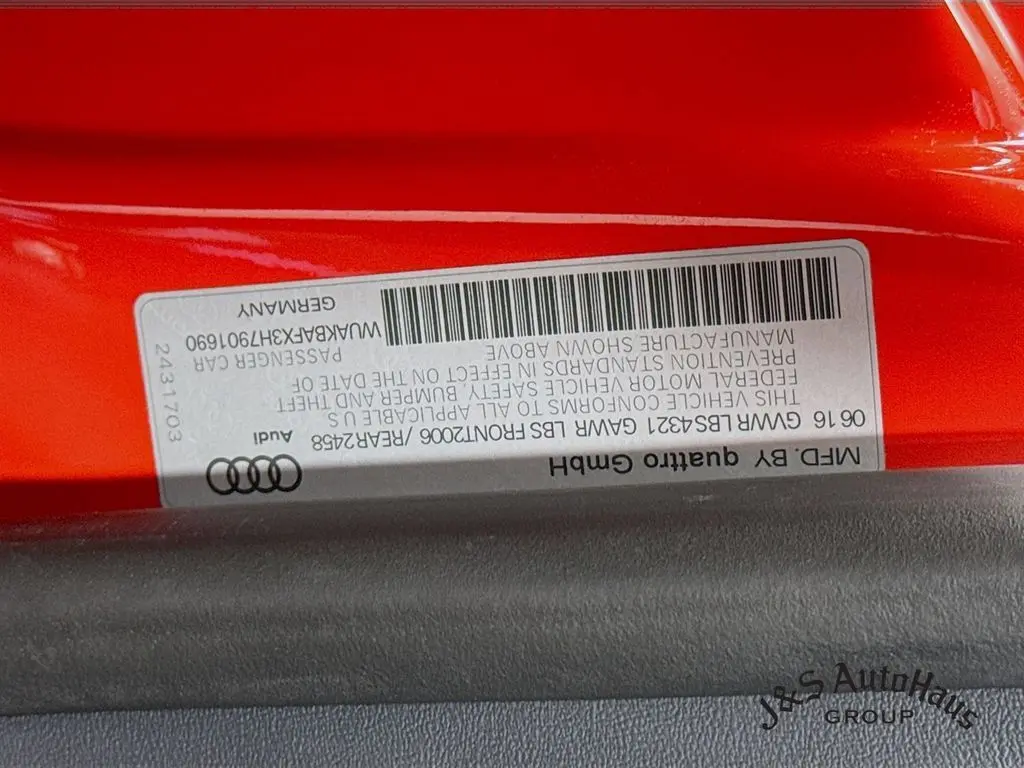 MFD. BY quattro GmbH
06 16 GVWR LBS4321 GAWR LBS FRONT2006 / REAR2458
THIS VEHICLE CONFORMS TO ALL APPLICABLE U S
FEDERAL MOTOR VEHICLE SAFETY, BUMPER AND THEFT
PREVENTION STANDARDS IN EFFECT ON THE DATE OF
MANUFACTURE SHOWN ABOVE
Audi
PASSENGER CAR
WUAKBAFX3H7901690
GERMANY
2431703
J&S AutoHaus
GROUP